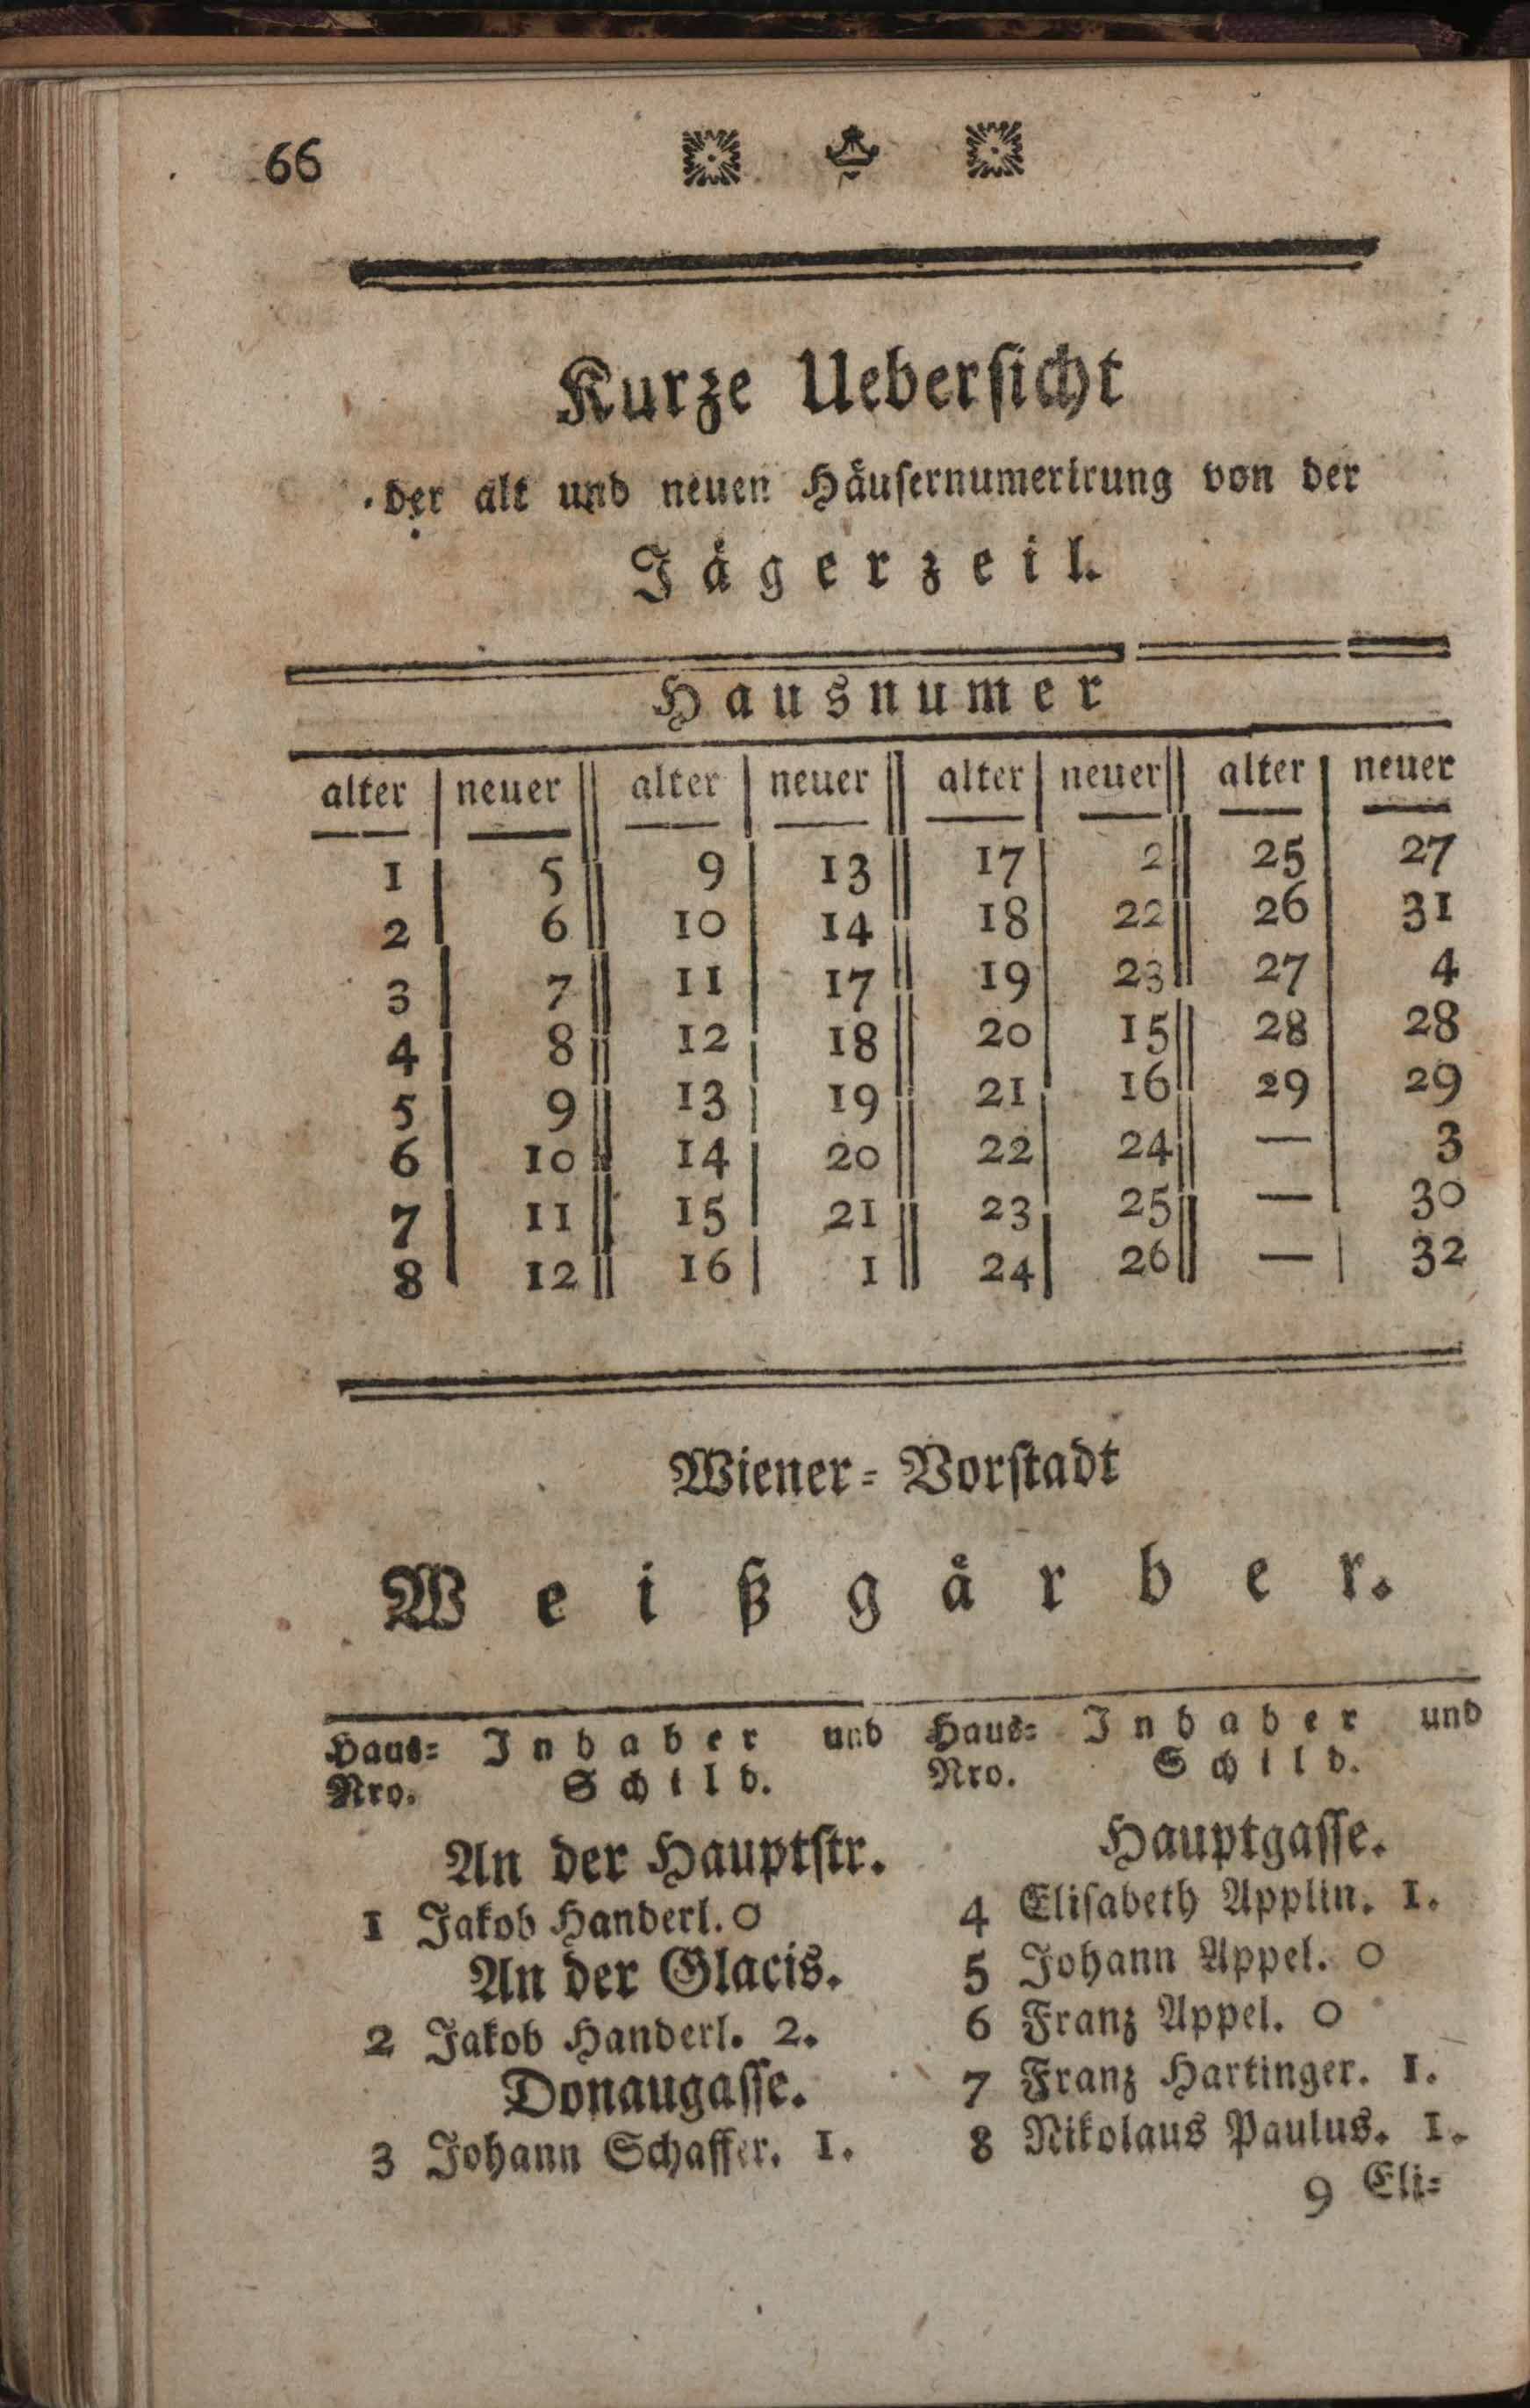 66
Kurze Ueberſicht
der alt und neuen Häuſernumerirung von der
Jägerzeil.
Hausnumer
alter neuer alter neuer alter neuer alter neuer
1 5 9 13 17 2 25 27
2 6 10 14 18 22 26 31
3 7 11 17 19 23 27 4
4 8 12 18 20 15 28 28
5 9 13 19 21 16 29 29
6 10 14 20 22 24 — 3
7 11 15 21 23 25 — 30
8 12 16 1 24 26 — 32
Wiener-Vorſtadt
Weißgärber.
Haus- Inhaber und
Nro. Schild.
An der Hauptſtr.
1 Jakob Handerl. O
An der Glacis.
2 Jakob Handerl. 2.
Donaugaſſe.
3 Johann Schaffer. 1.
Haus- Inhaber und
Nro. Schild.
Hauptgaſſe.
4 Eliſabeth Applin. 1.
5 Johann Appel. O
6 Franz Appel. O
7 Franz Hartinger. 1.
8 Nikolaus Paulus. 1.
9 Eli-